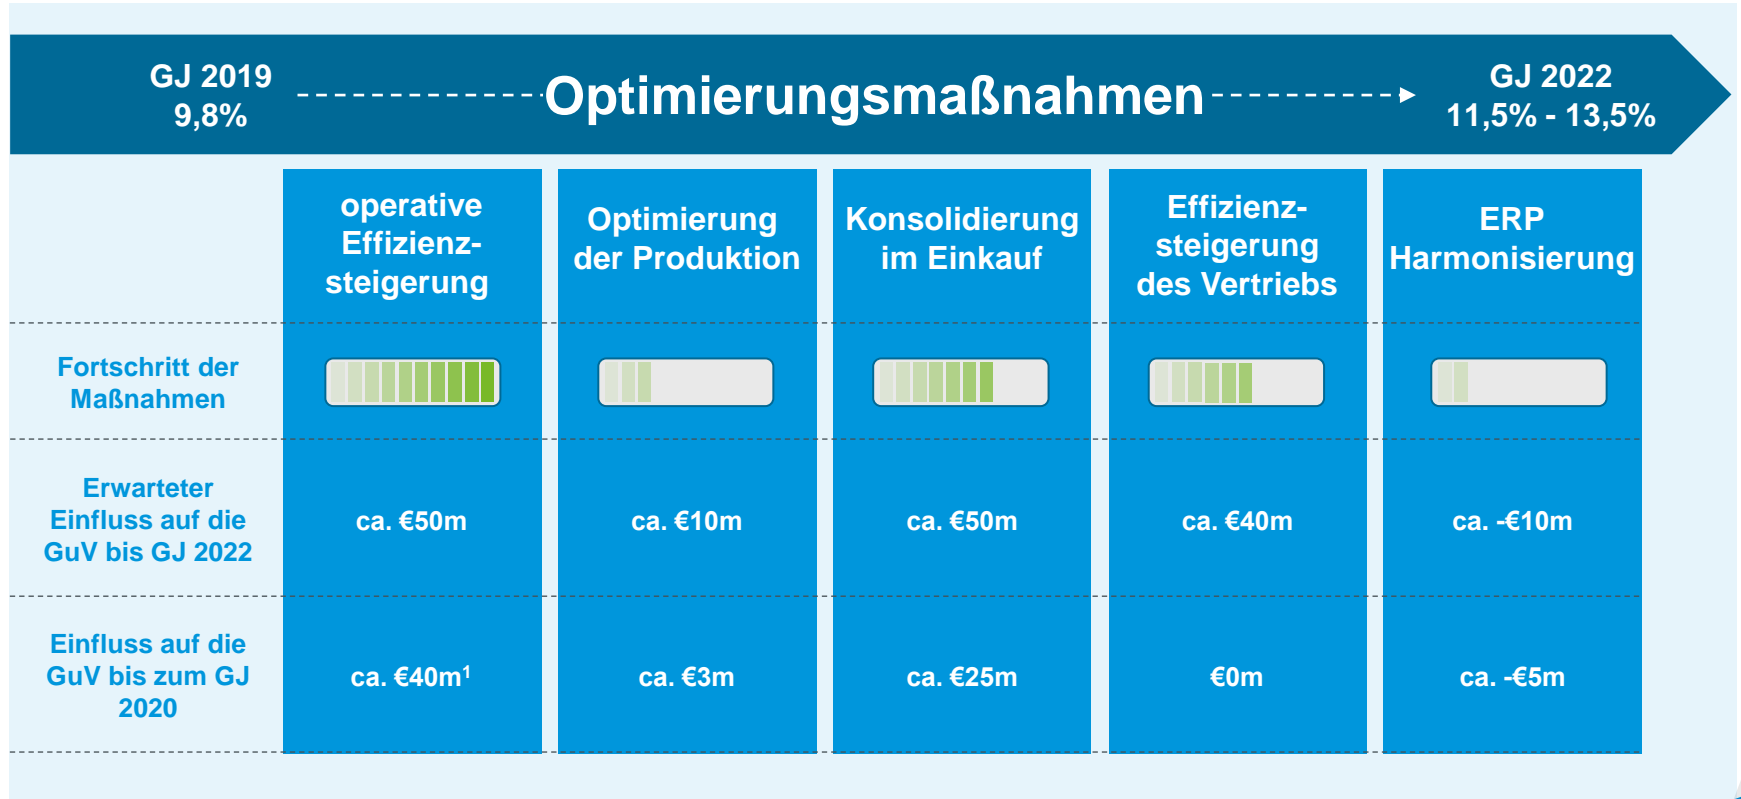 GJ 2019
9,8%
Optimierungsmaßnahmen
GJ 2022
11,5% - 13,5%
operative
Effizienz-
steigerung
Optimierung
der Produktion
Konsolidierung
im Einkauf
Effizienz-
steigerung
des Vertriebs
ERP
Harmonisierung
Fortschritt der
Maßnahmen
Erwarteter
Einfluss auf die
GuV bis GJ 2022
ca. €50m
ca. €10m
ca. €50m
ca. €40m
ca. -€10m
Einfluss auf die
GuV bis zum GJ
2020
ca. €40m¹
ca. €3m
ca. €25m
€0m
ca. -€5m